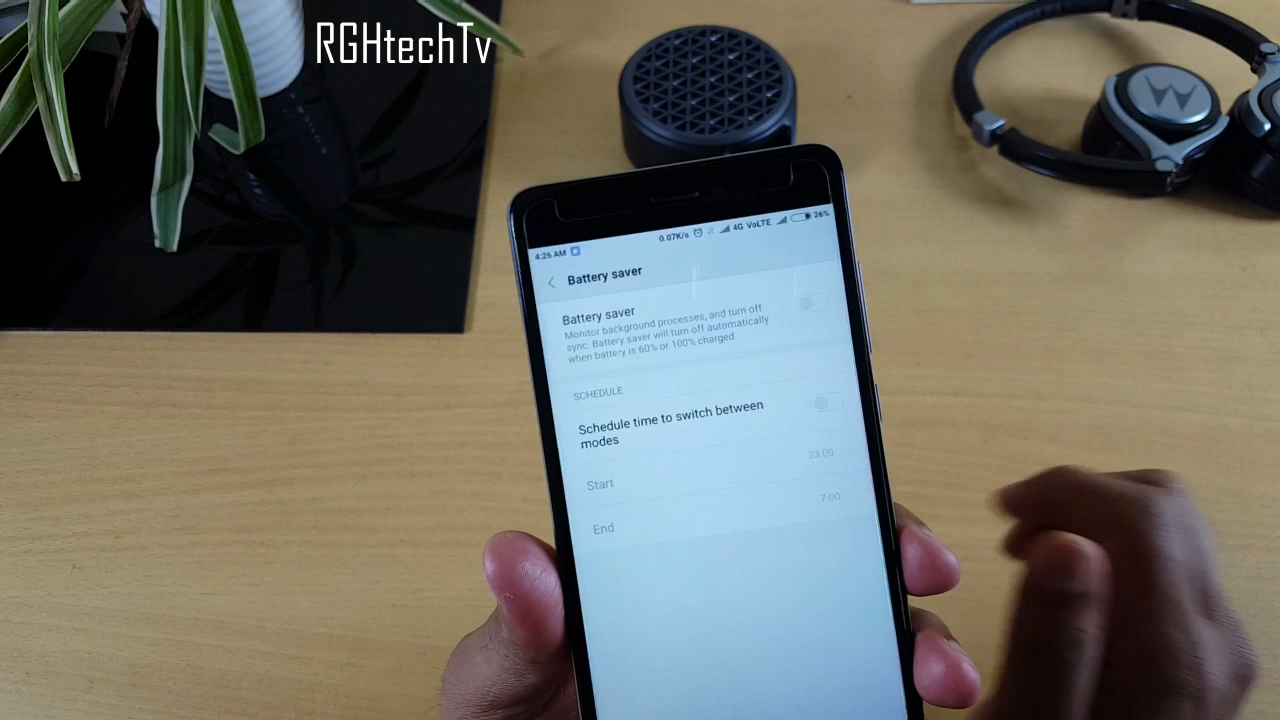 RGHtechTv
4:26 AM 0.07K/s 4G VoLTE 26%
Battery saver
Battery saver
Monitor background processes, and turn off
sync. Battery saver will turn off automatically
when battery is 60% or 100% charged.
SCHEDULE
Schedule time to switch between
modes
Start 23:00
End 7:00